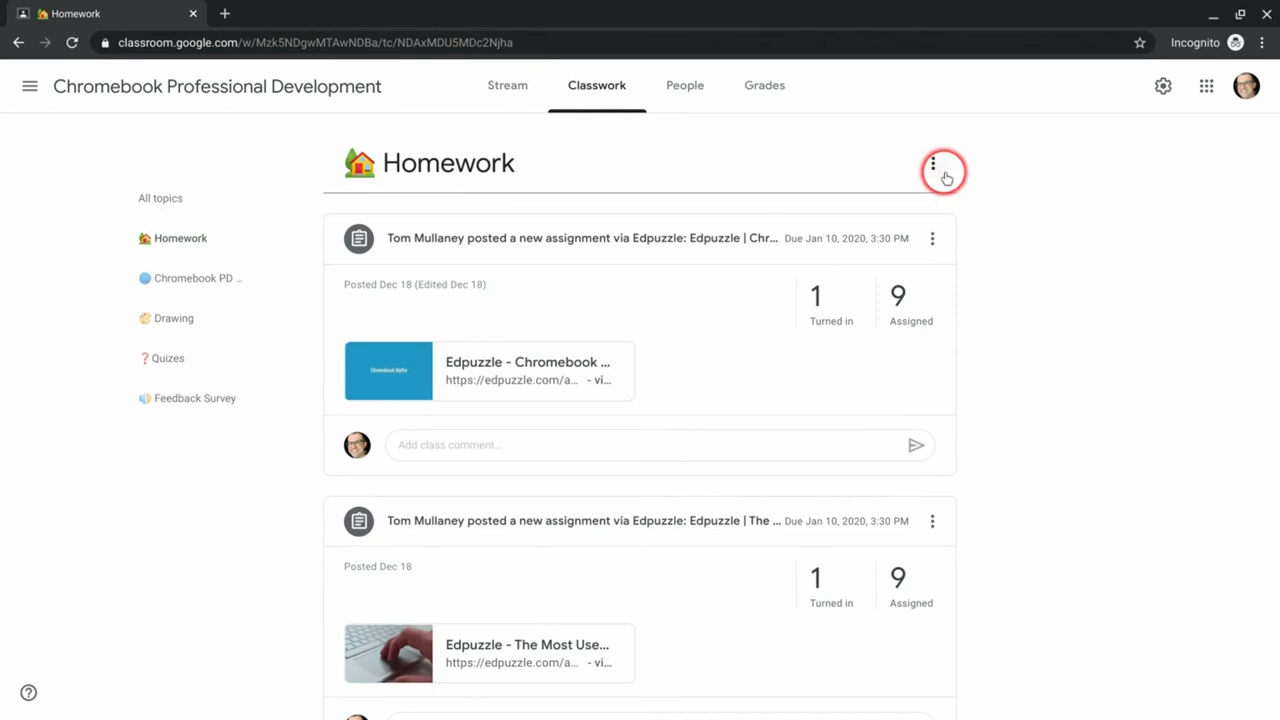 Homework
classroom.google.com/w/Mzk5NDgwMTAwNDBa/tc/NDAxMDU5MDc2Njha
Incognito
Chromebook Professional Development
Stream
Classwork
People
Grades
Homework
All topics
Homework
Chromebook PD ...
Drawing
Quizes
Feedback Survey
Tom Mullaney posted a new assignment via Edpuzzle: Edpuzzle | Chr...
Due Jan 10, 2020, 3:30 PM
Posted Dec 18 (Edited Dec 18)
1
Turned in
9
Assigned
Chromebook Myths
Edpuzzle - Chromebook ...
https://edpuzzle.com/a... - vi...
Add class comment...
Tom Mullaney posted a new assignment via Edpuzzle: Edpuzzle | The ...
Due Jan 10, 2020, 3:30 PM
Posted Dec 18
1
Turned in
9
Assigned
Edpuzzle - The Most Use...
https://edpuzzle.com/a... - vi...